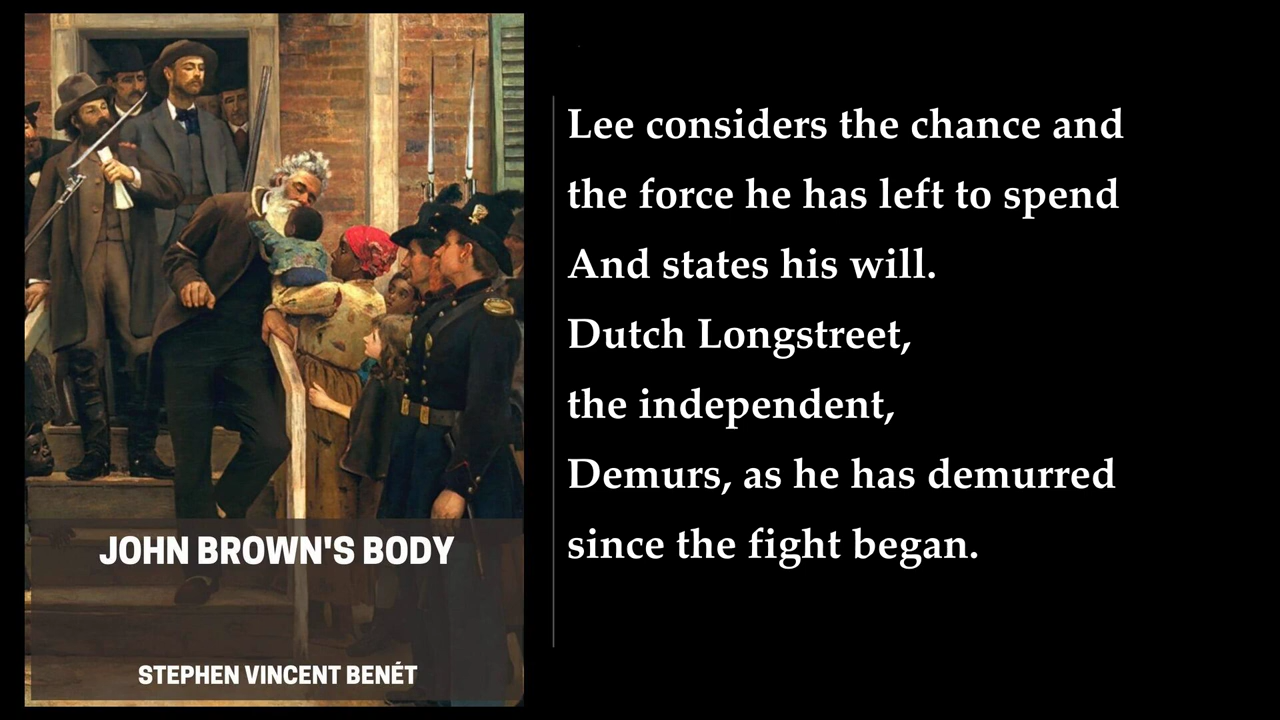 JOHN BROWN'S BODY
STEPHEN VINCENT BENÉT
Lee considers the chance and
the force he has left to spend
And states his will.
Dutch Longstreet,
the independent,
Demurs, as he has demurred
since the fight began.